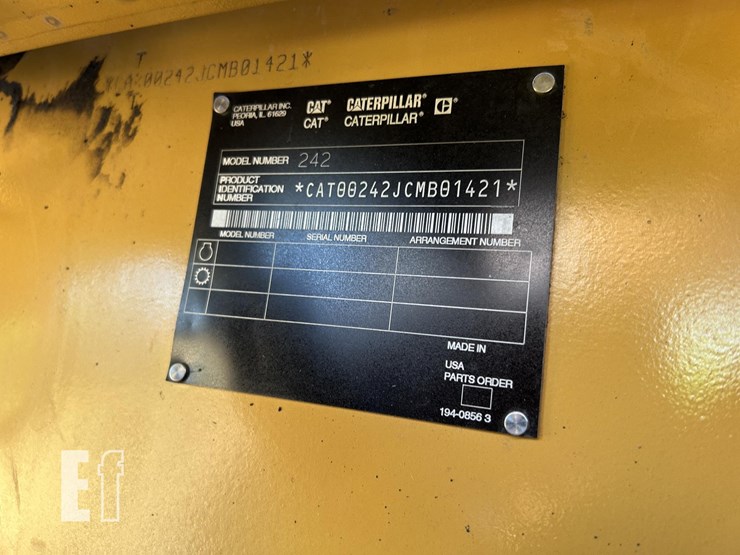 T
00242JCMB01421*
CATERPILLAR INC.
PEORIA, IL 61629
USA
CAT® CATERPILLAR® C®
CAT® CATERPILLAR®
MODEL NUMBER 242
PRODUCT
IDENTIFICATION
NUMBER
*CAT00242JCMB01421*
MODEL NUMBER SERIAL NUMBER ARRANGEMENT NUMBER
MADE IN
USA
PARTS ORDER
194-0856 3
Ef